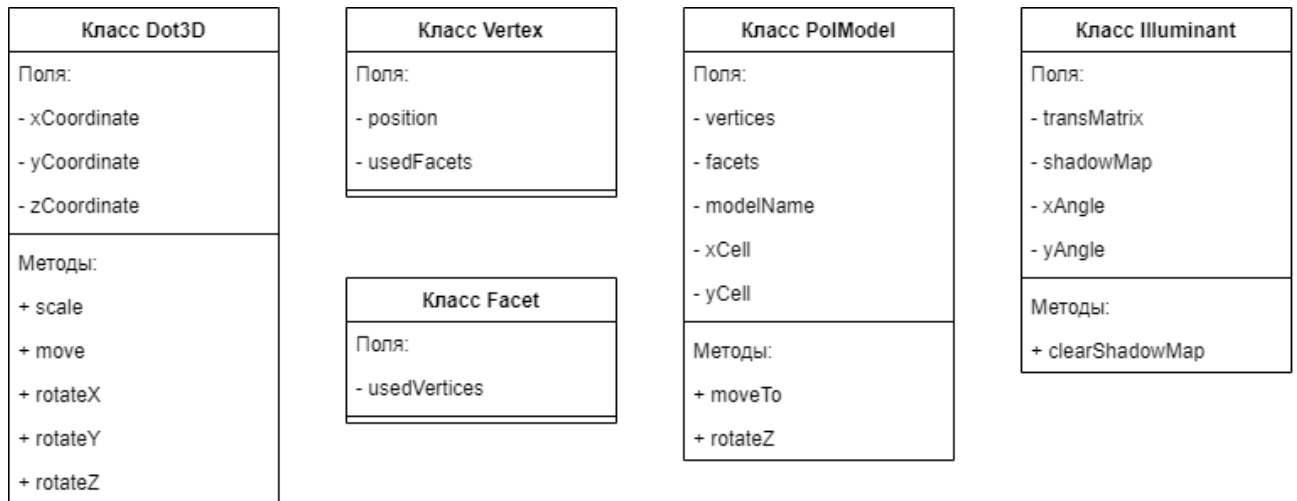 Класс Dot3D
Поля:
- xCoordinate
- yCoordinate
- zCoordinate
Методы:
+ scale
+ move
+ rotateX
+ rotateY
+ rotateZ
Класс Vertex
Поля:
- position
- usedFacets
Класс Facet
Поля:
- usedVertices
Класс PolModel
Поля:
- vertices
- facets
- modelName
- xCell
- yCell
Методы:
+ moveTo
+ rotateZ
Класс Illuminant
Поля:
- transMatrix
- shadowMap
- xAngle
- yAngle
Методы:
+ clearShadowMap